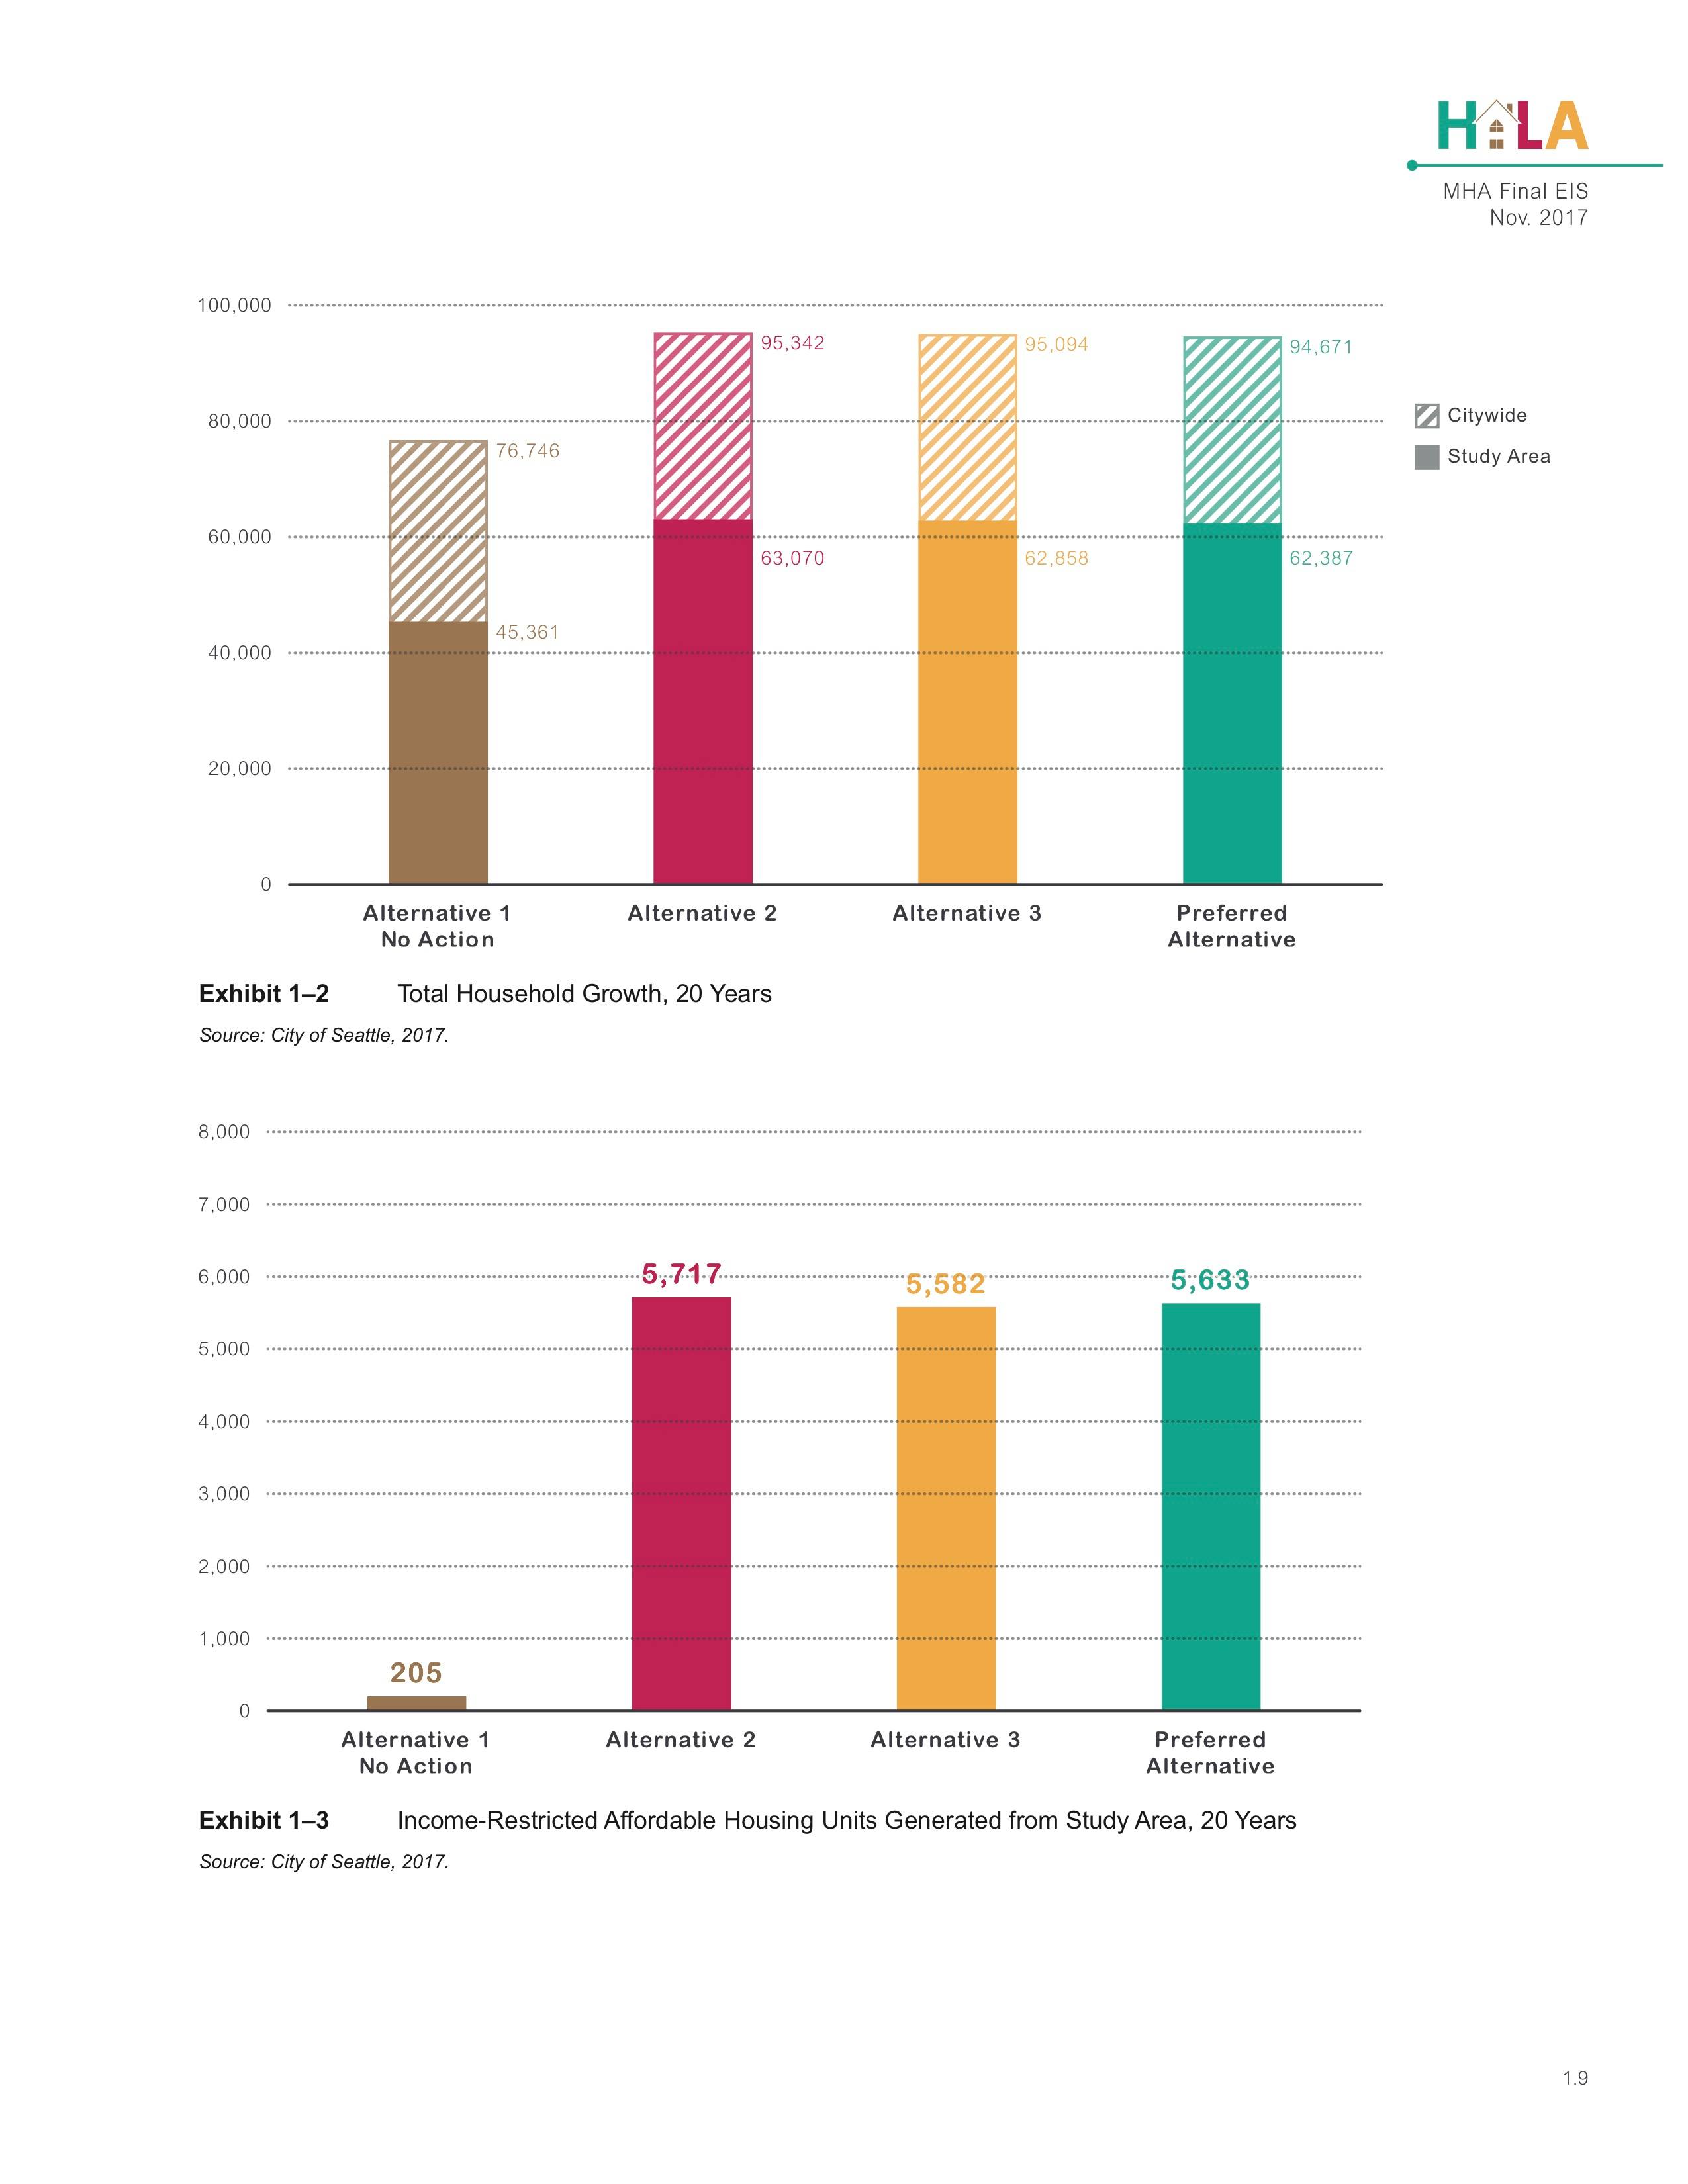 HALA
MHA Final EIS
Nov. 2017
100,000
80,000
60,000
40,000
20,000
0
76,746
45,361
95,342
63,070
95,094
62,858
94,671
62,387
Citywide
Study Area
Alternative 1
No Action
Alternative 2
Alternative 3
Preferred
Alternative
Exhibit 1–2 Total Household Growth, 20 Years
Source: City of Seattle, 2017.
8,000
7,000
6,000
5,000
4,000
3,000
2,000
1,000
0
205
5,717
5,582
5,633
Alternative 1
No Action
Alternative 2
Alternative 3
Preferred
Alternative
Exhibit 1–3 Income-Restricted Affordable Housing Units Generated from Study Area, 20 Years
Source: City of Seattle, 2017.
1.9